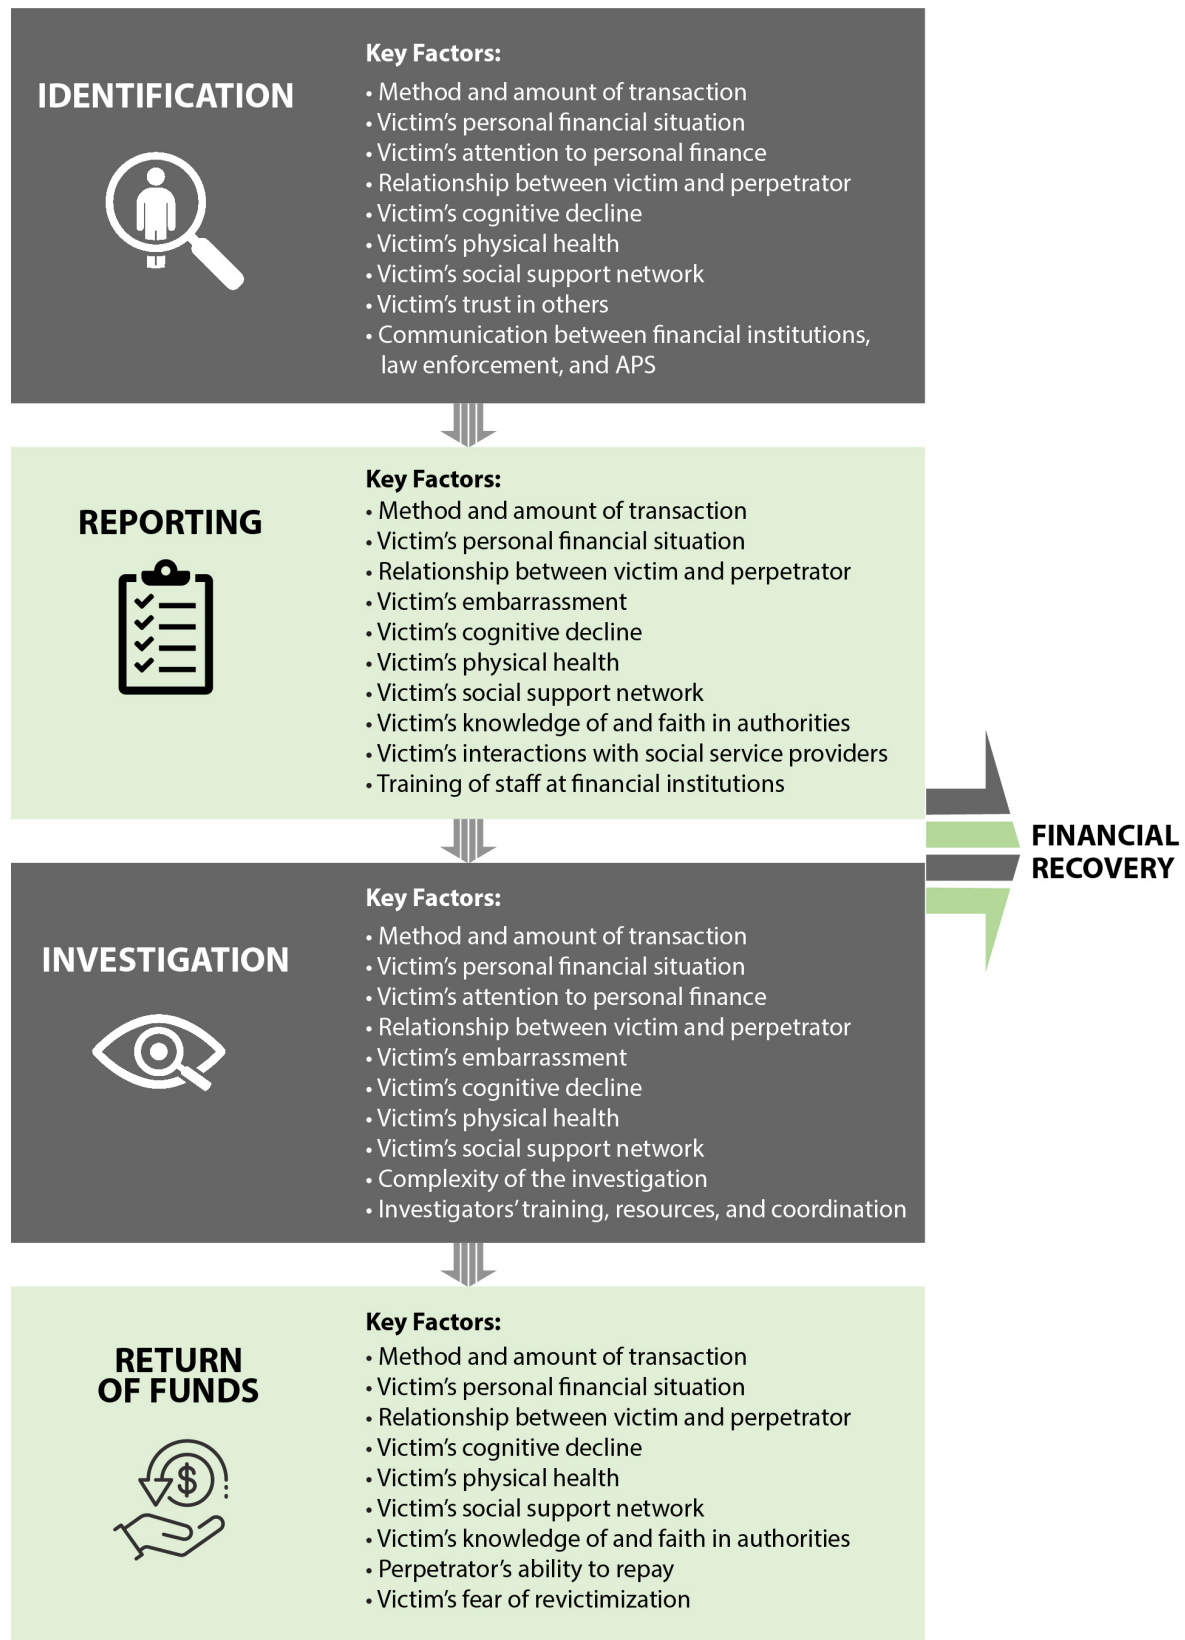 IDENTIFICATION
Key Factors:
• Method and amount of transaction
• Victim’s personal financial situation
• Victim’s attention to personal finance
• Relationship between victim and perpetrator
• Victim’s cognitive decline
• Victim’s physical health
• Victim’s social support network
• Victim’s trust in others
• Communication between financial institutions,
law enforcement, and APS
REPORTING
Key Factors:
• Method and amount of transaction
• Victim’s personal financial situation
• Relationship between victim and perpetrator
• Victim’s embarrassment
• Victim’s cognitive decline
• Victim’s physical health
• Victim’s social support network
• Victim’s knowledge of and faith in authorities
• Victim’s interactions with social service providers
• Training of staff at financial institutions
INVESTIGATION
Key Factors:
• Method and amount of transaction
• Victim’s personal financial situation
• Victim’s attention to personal finance
• Relationship between victim and perpetrator
• Victim’s embarrassment
• Victim’s cognitive decline
• Victim’s physical health
• Victim’s social support network
• Complexity of the investigation
• Investigators’ training, resources, and coordination
RETURN
OF FUNDS
$
Key Factors:
• Method and amount of transaction
• Victim’s personal financial situation
• Relationship between victim and perpetrator
• Victim’s cognitive decline
• Victim’s physical health
• Victim’s social support network
• Victim’s knowledge of and faith in authorities
• Perpetrator’s ability to repay
• Victim’s fear of revictimization
FINANCIAL
RECOVERY